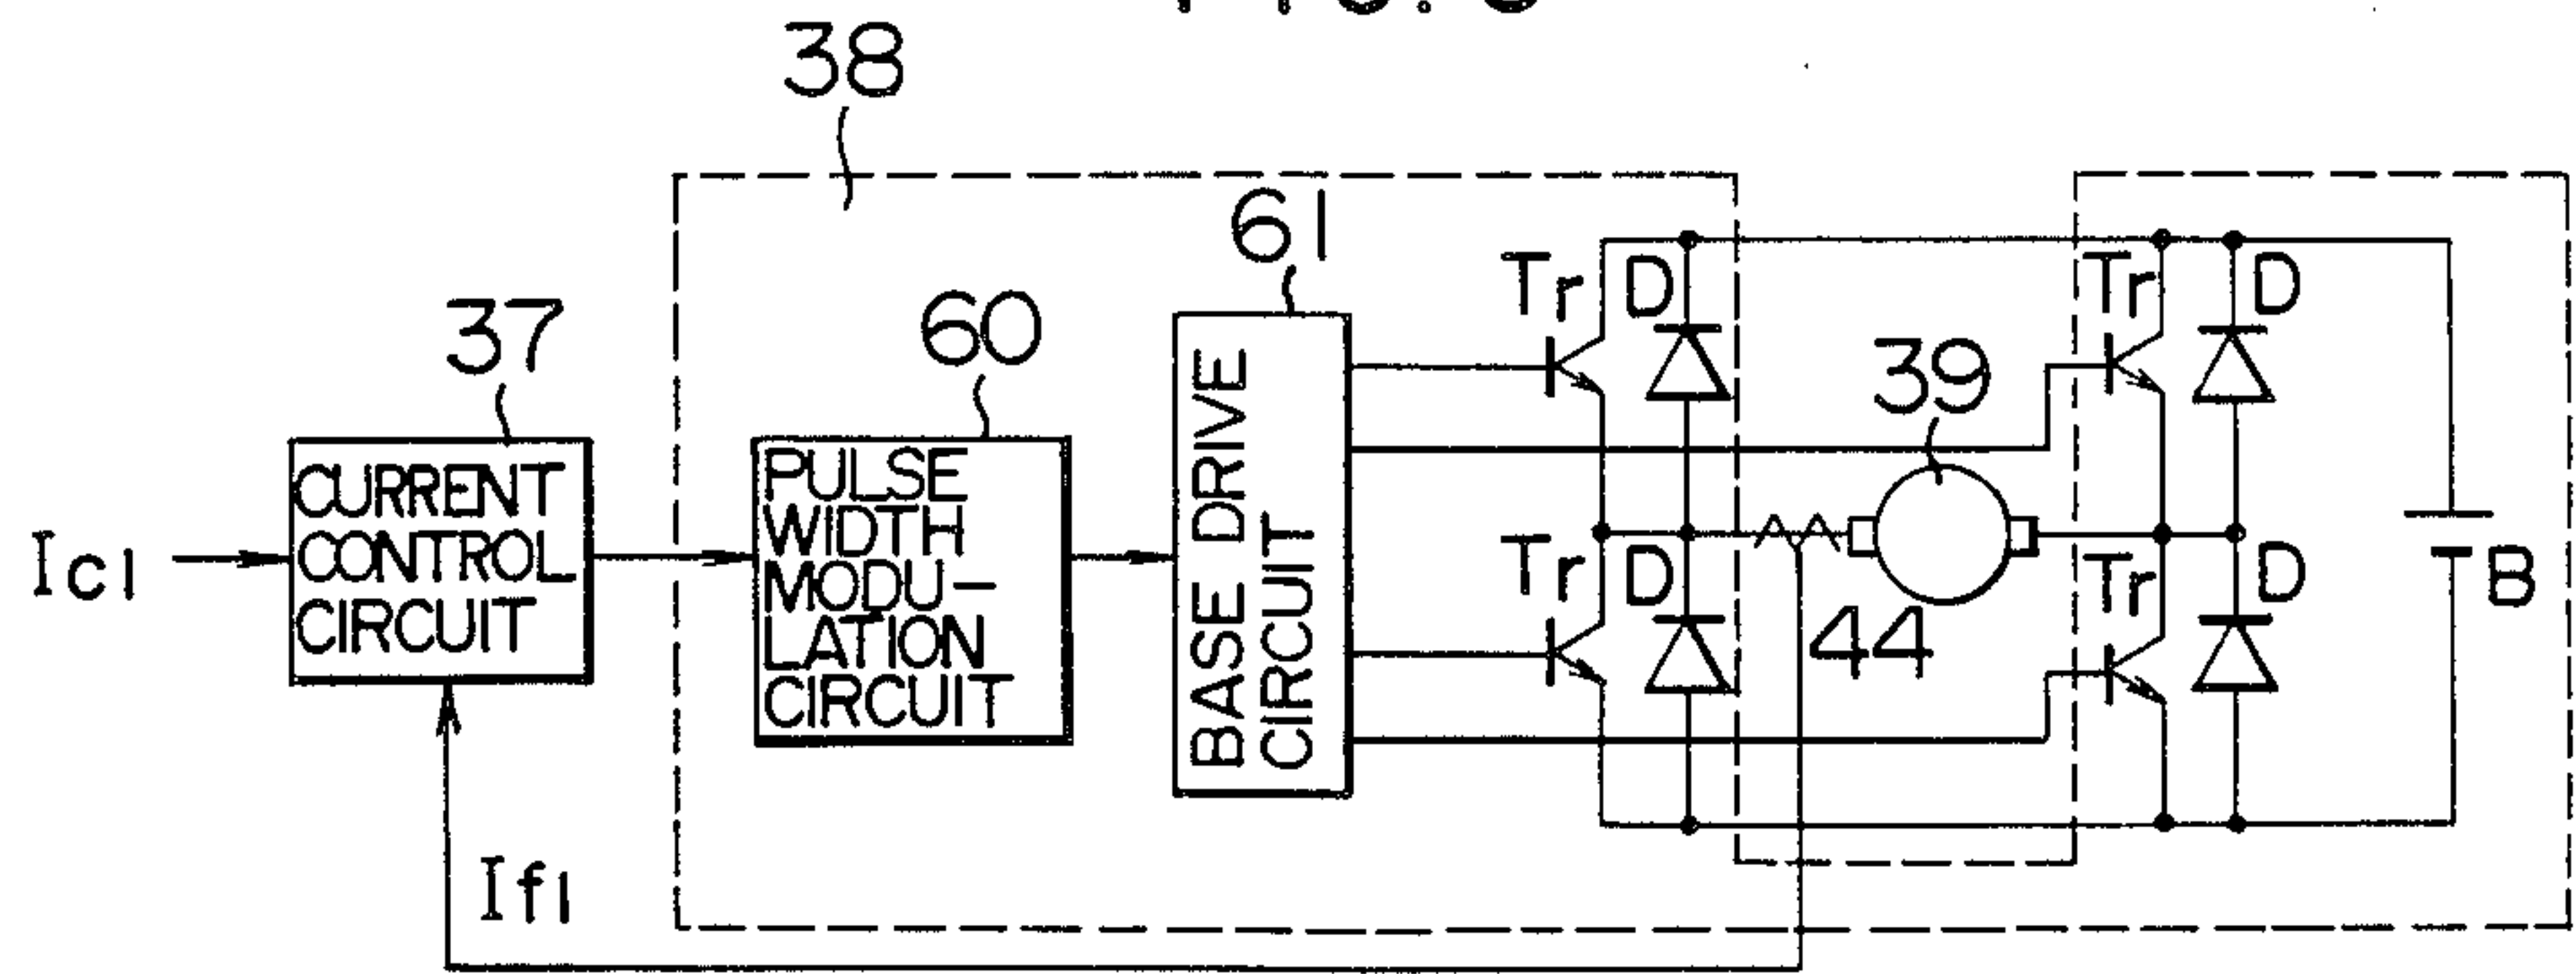 38
61
Tr D
Tr D
60
37
39
CURRENT
CONTROL
CIRCUIT
PULSE
WIDTH
MODU-
LATION
CIRCUIT
BASE DRIVE
CIRCUIT
Ic1
Tr D
44
Tr D
B
If1